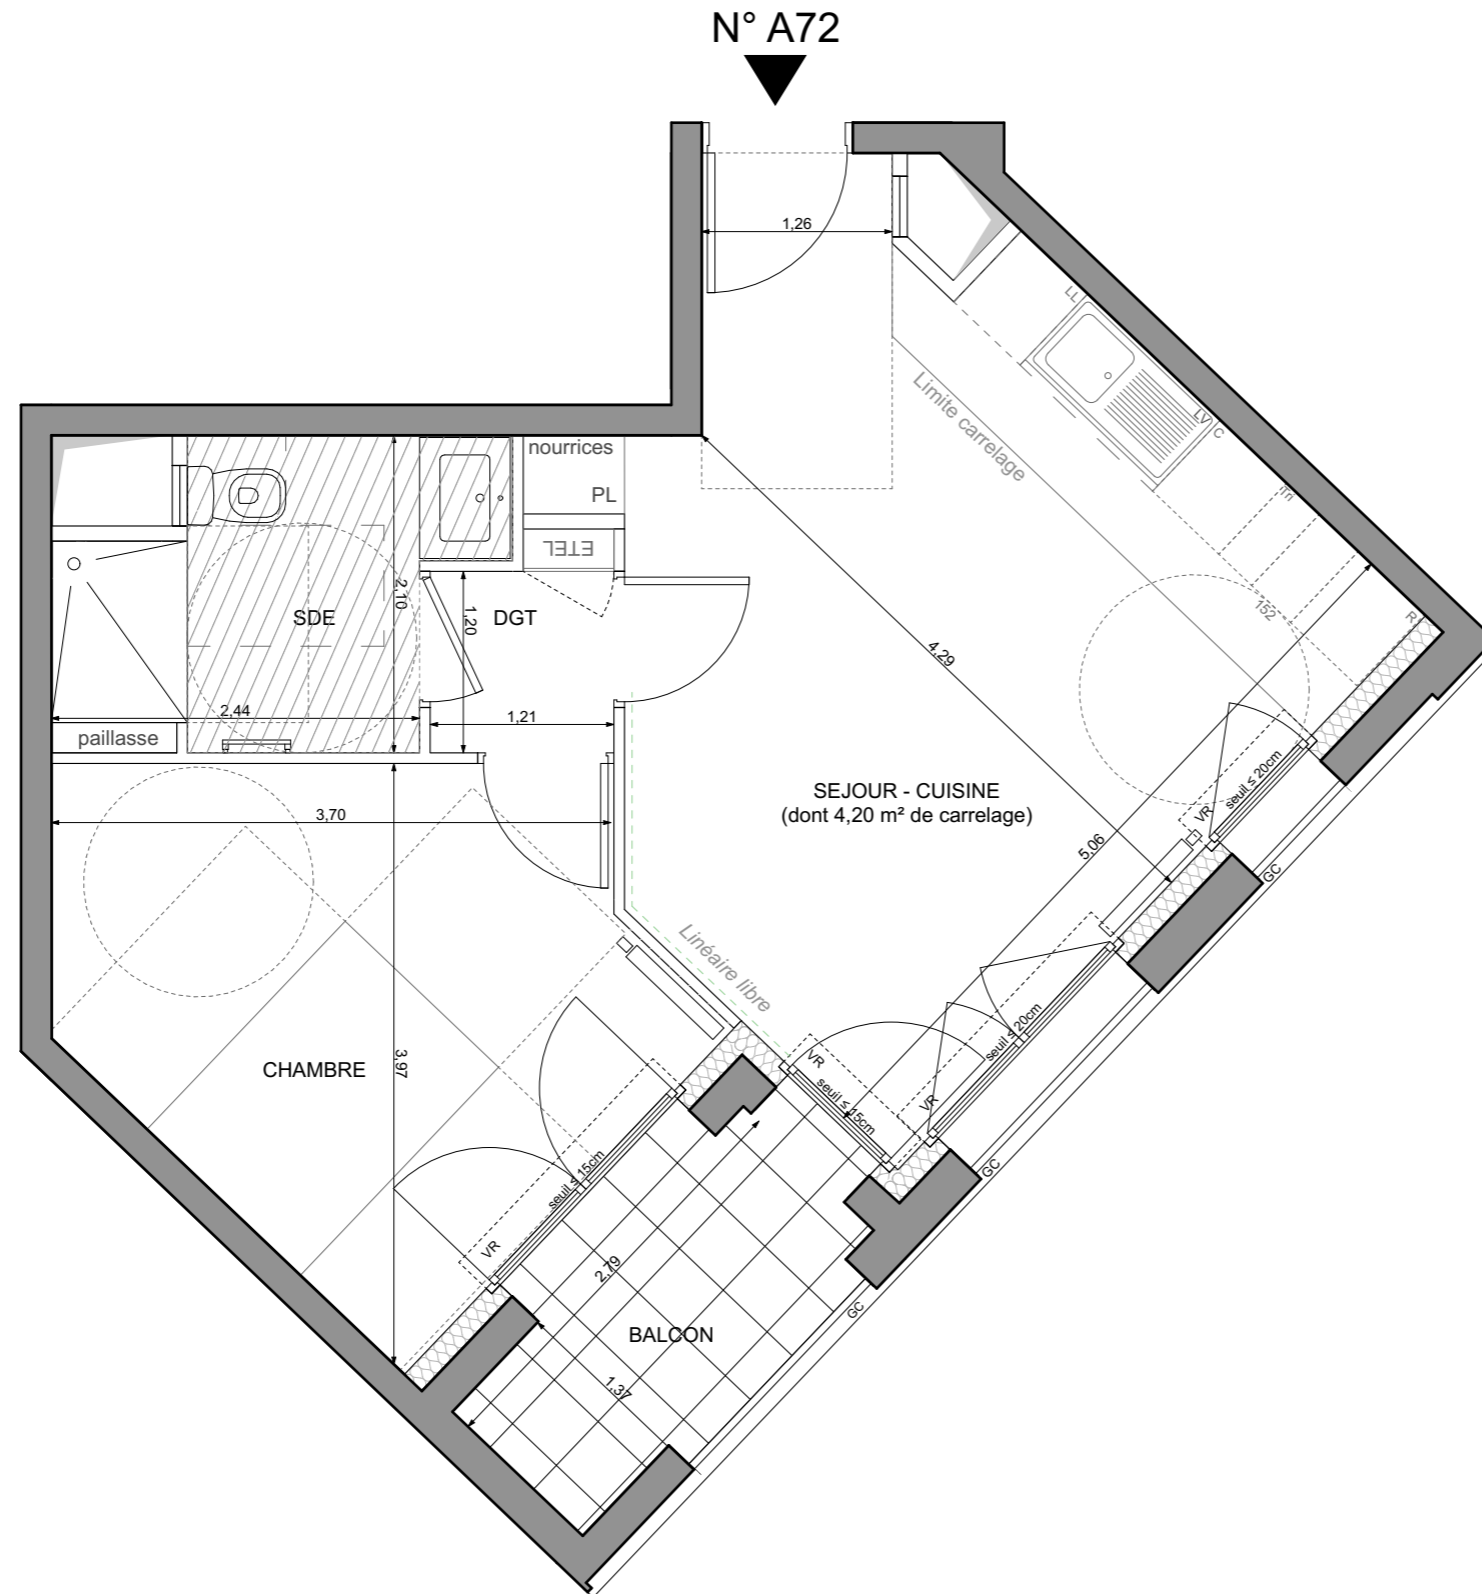 N° A72
1,26
LL
Limite carrelage
LV
C
nourrices
PL
ETEL
SDE
2,10
1,20
DGT
4,29
152
R
2,44
1,21
paillasse
3,70
SEJOUR - CUISINE
(dont 4,20 m² de carrelage)
seuil ≤ 20cm
VR
5,06
GC
Linéaire libre
seuil ≤ 20cm
VR
VR
seuil ≤ 15cm
CHAMBRE
3,97
seuil ≤ 15cm
VR
GC
2,79
GC
BALCON
1,37